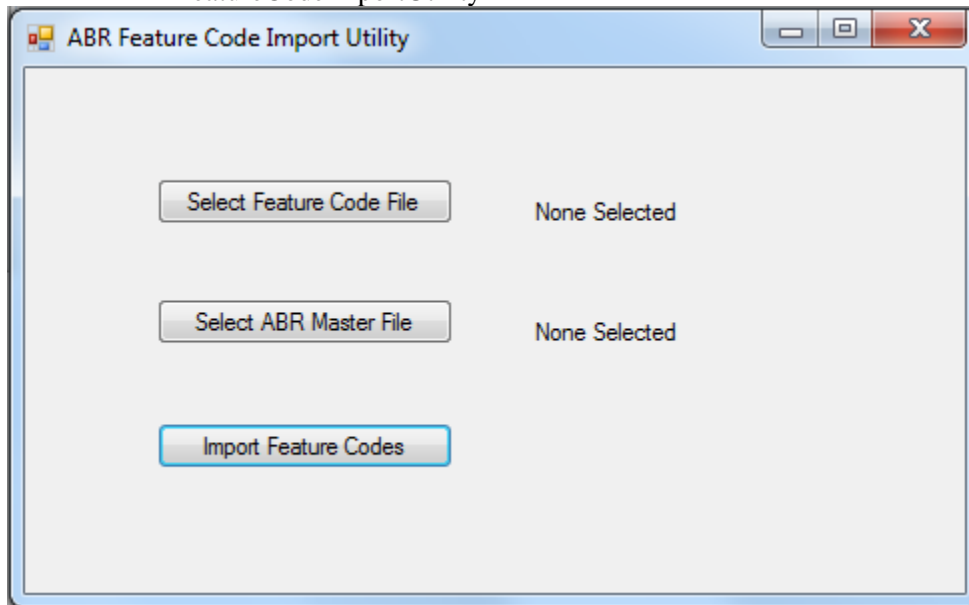 ABR Feature Code Import Utility
Select Feature Code File
None Selected
Select ABR Master File
None Selected
Import Feature Codes